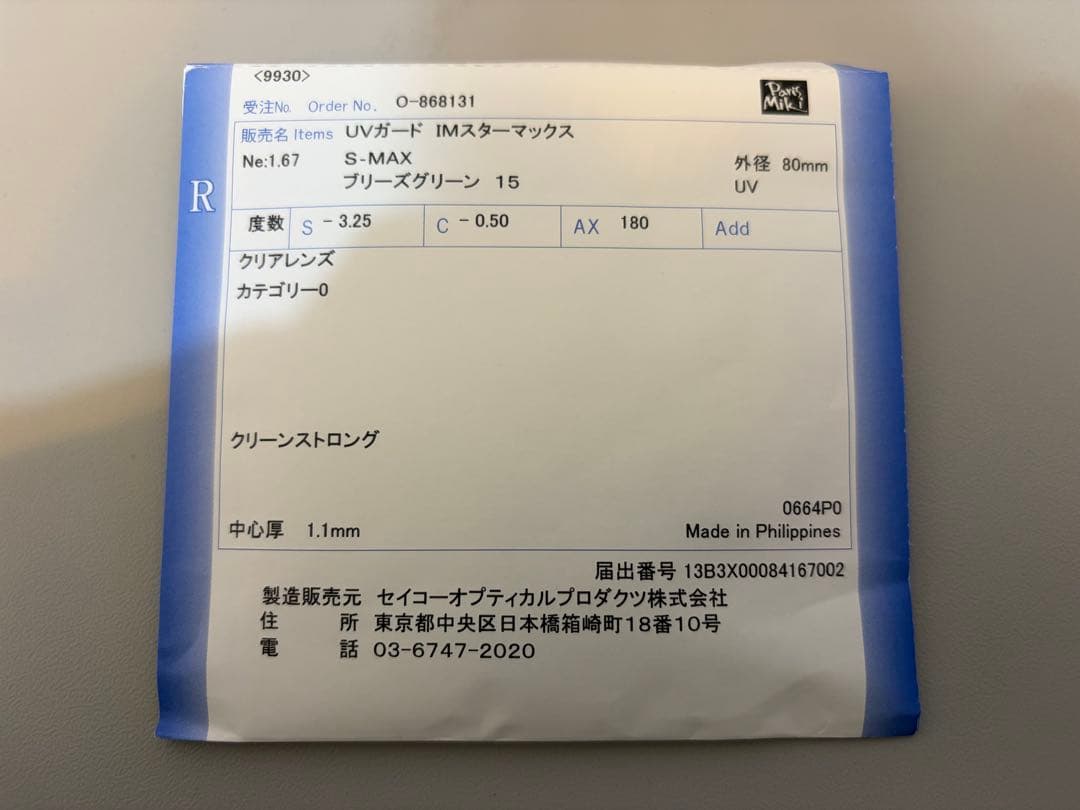 <9930>
受注No. Order No. O-868131
Paris Miki
販売名 Items UVガード IMスターマックス
Ne:1.67 S-MAX 外径 80mm
ブリーズグリーン 15 UV
R
度数 S -3.25 C -0.50 AX 180 Add
クリアレンズ
カテゴリー0
クリーンストロング
0664P0
中心厚 1.1mm Made in Philippines
届出番号 13B3X00084167002
製造販売元 セイコーオプティカルプロダクツ株式会社
住 所 東京都中央区日本橋箱崎町18番10号
電 話 03-6747-2020